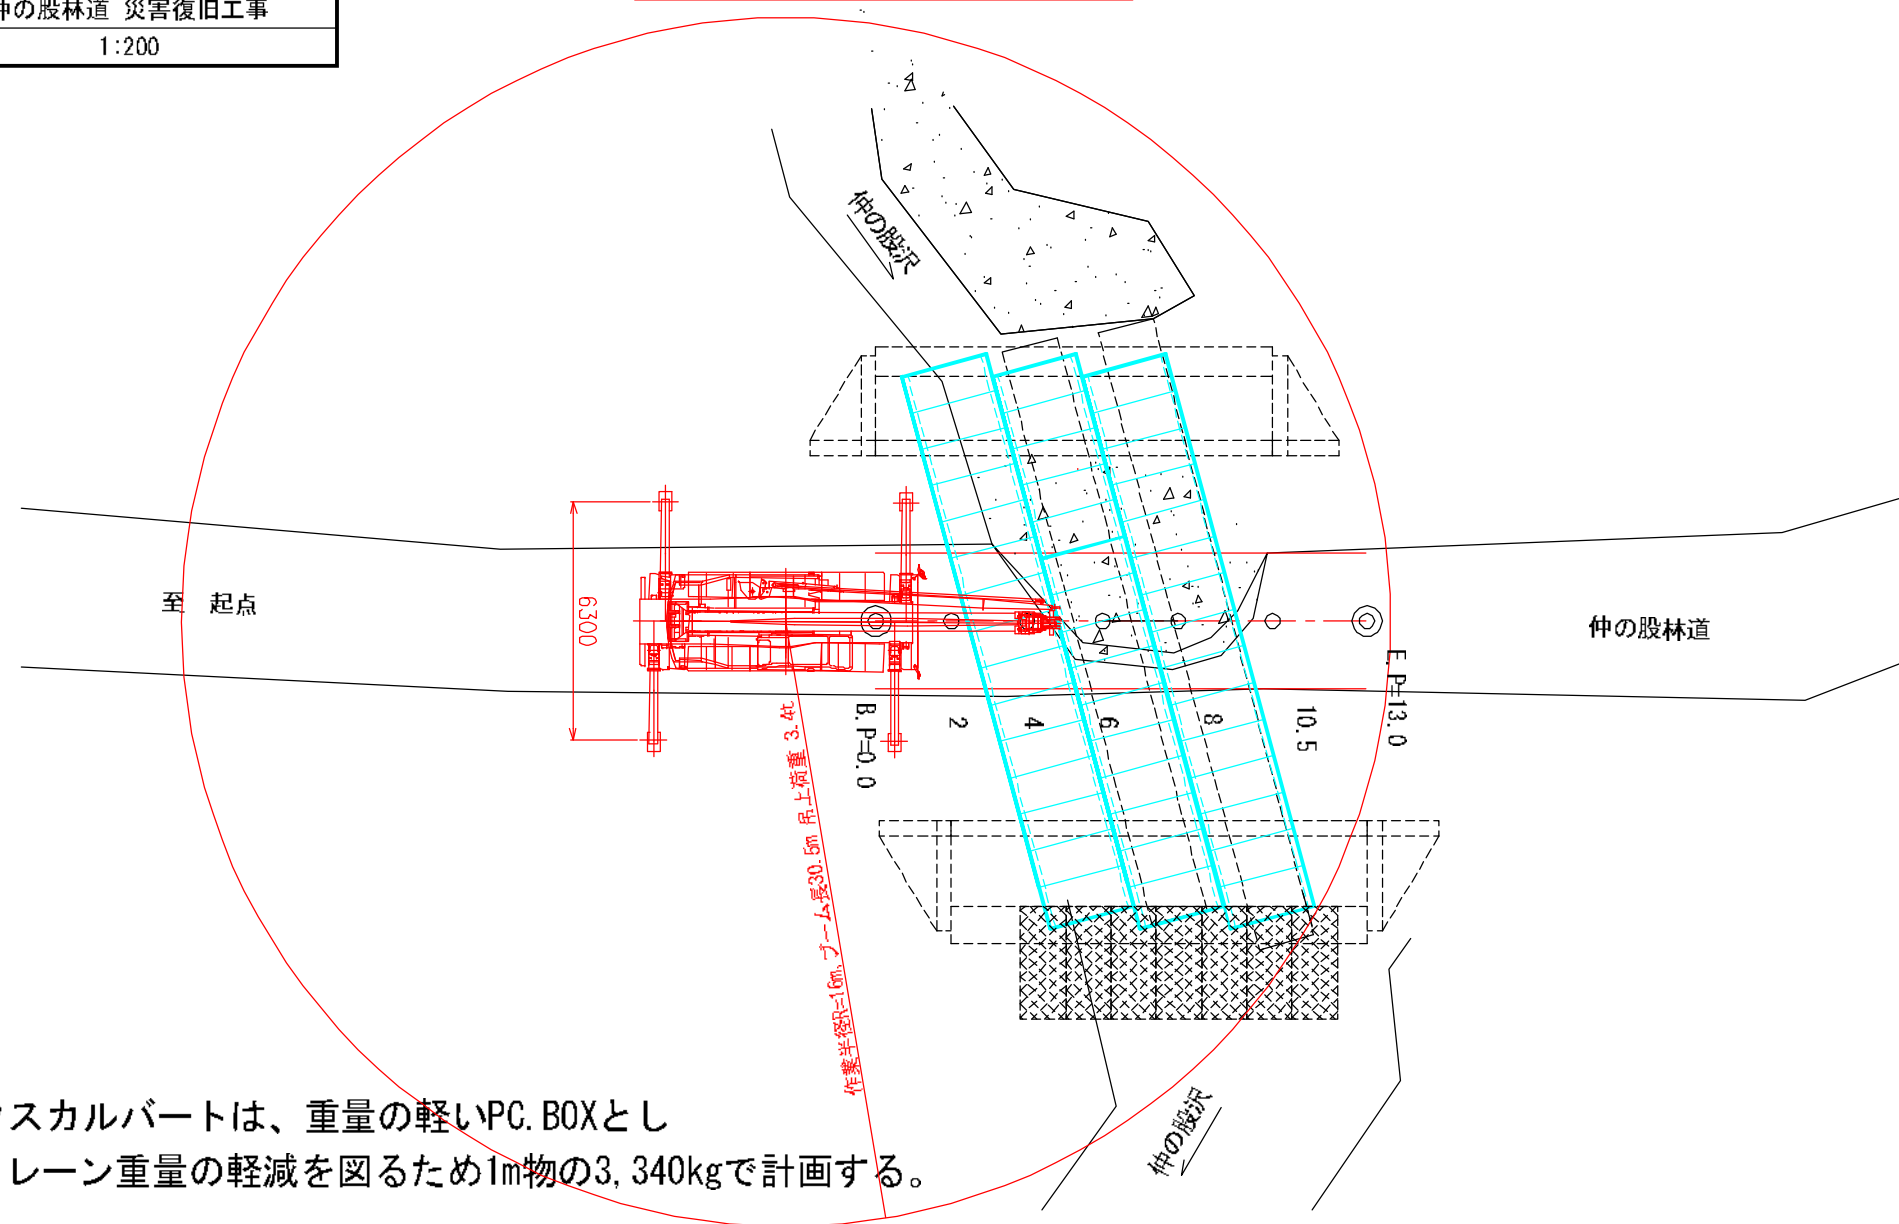 仲の股林道 災害復旧工事
1:200
仲の股沢
至 起点
6300
仲の股林道
B.P=0.0
2
4
6
8
10.5
E.P=13.0
作業半径R=16m、ブーム長30.5m 吊上荷重 3.4t
仲の股沢
スカルバートは、重量の軽いPC.BOXとし
レーン重量の軽減を図るため1m物の3,340kgで計画する。